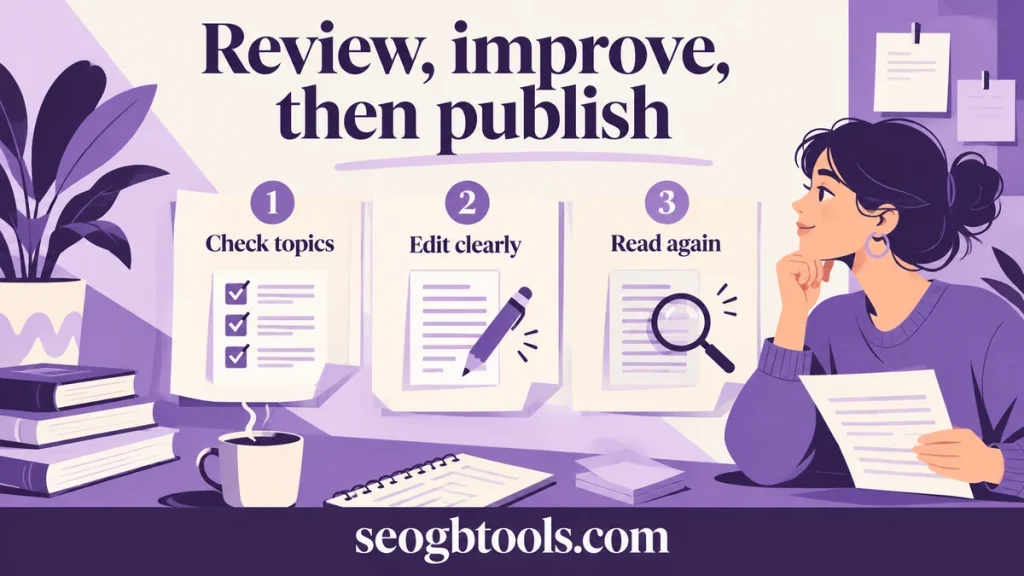 Review, improve,
then publish
1
Check topics
2
Edit clearly
3
Read again
seogbtools.com